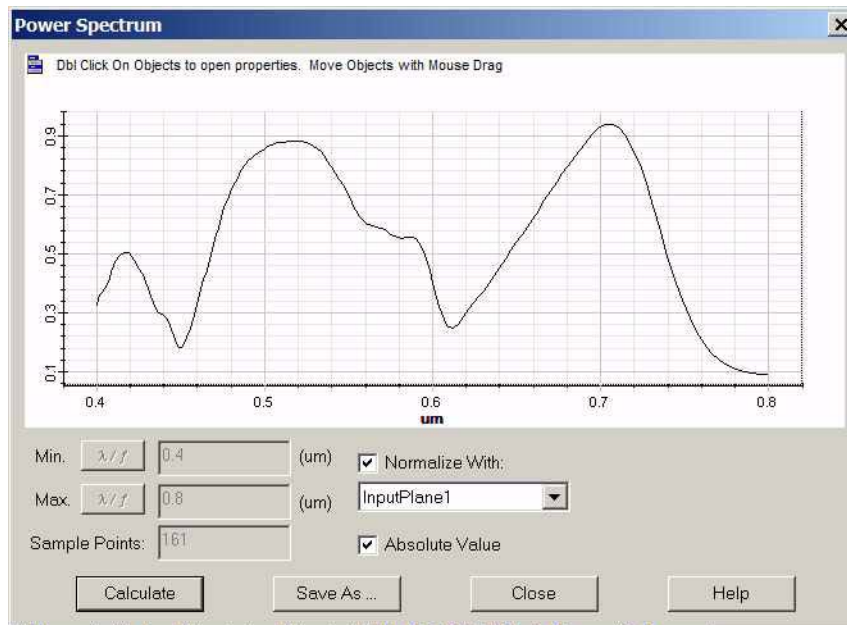 Power Spectrum
Dbl Click On Objects to open properties. Move Objects with Mouse Drag
0.9
0.7
0.5
0.3
0.1
0.4 0.5 0.6 0.7 0.8
um
Min. λ/f 0.4 (um) Normalize With:
Max. λ/f 0.8 (um) InputPlane1
Sample Points: 161 Absolute Value
Calculate Save As ... Close Help